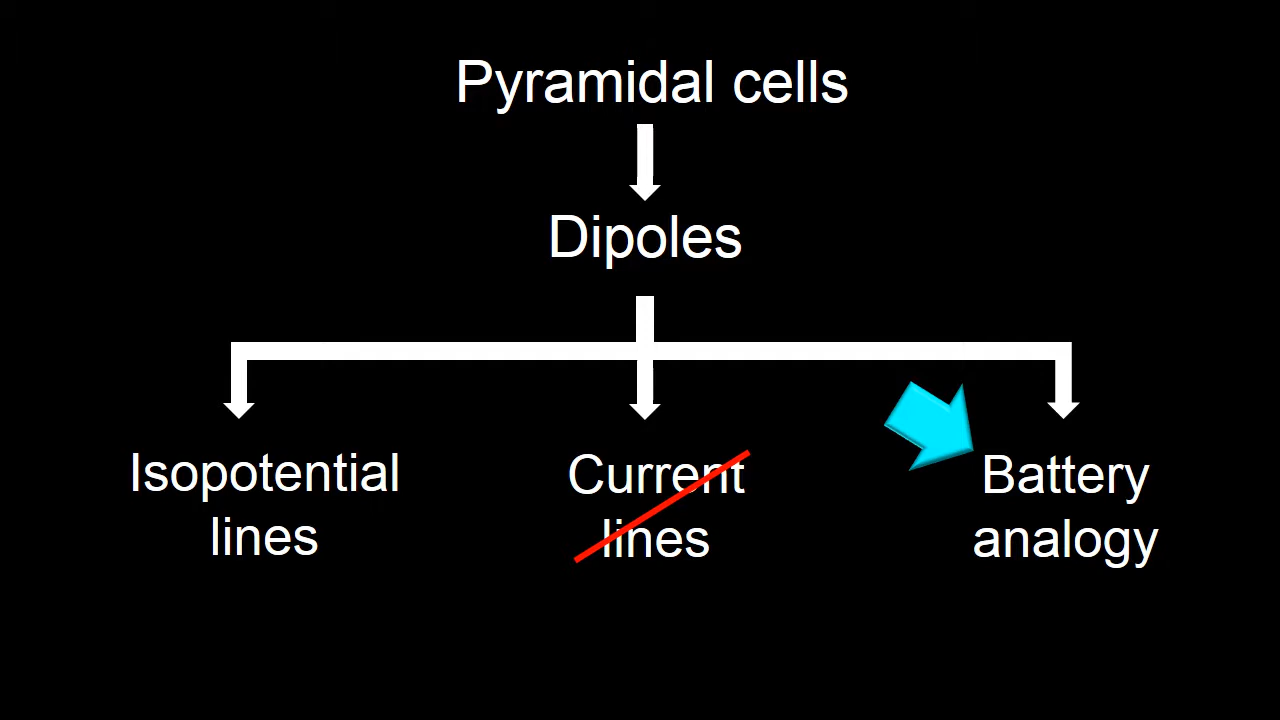 Pyramidal cells
Dipoles
Isopotential
lines
Current
lines
Battery
analogy